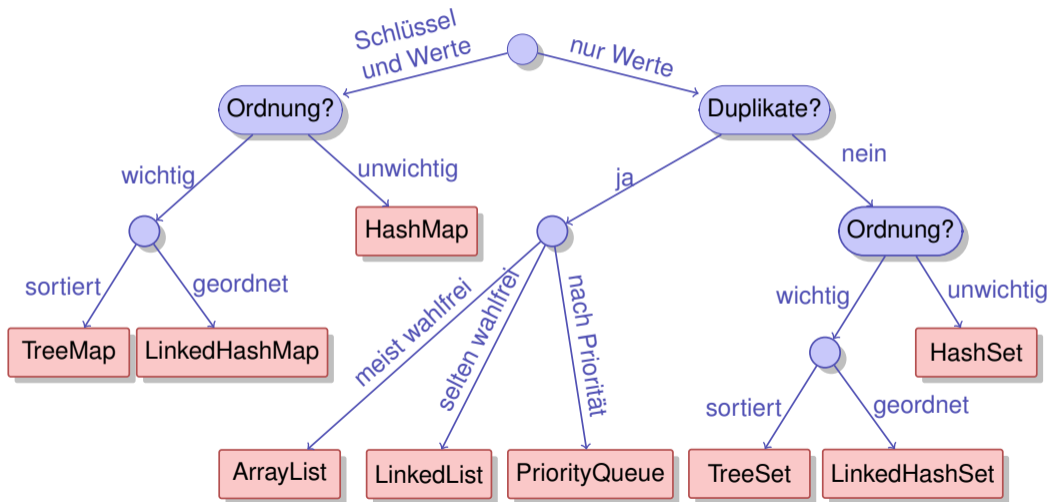 Schlüssel
und Werte
nur Werte
Ordnung?
Duplikate?
wichtig
unwichtig
ja
nein
HashMap
Ordnung?
sortiert
geordnet
meist wahlfrei
selten wahlfrei
nach Priorität
wichtig
unwichtig
TreeMap
LinkedHashMap
HashSet
sortiert
geordnet
ArrayList
LinkedList
PriorityQueue
TreeSet
LinkedHashSet